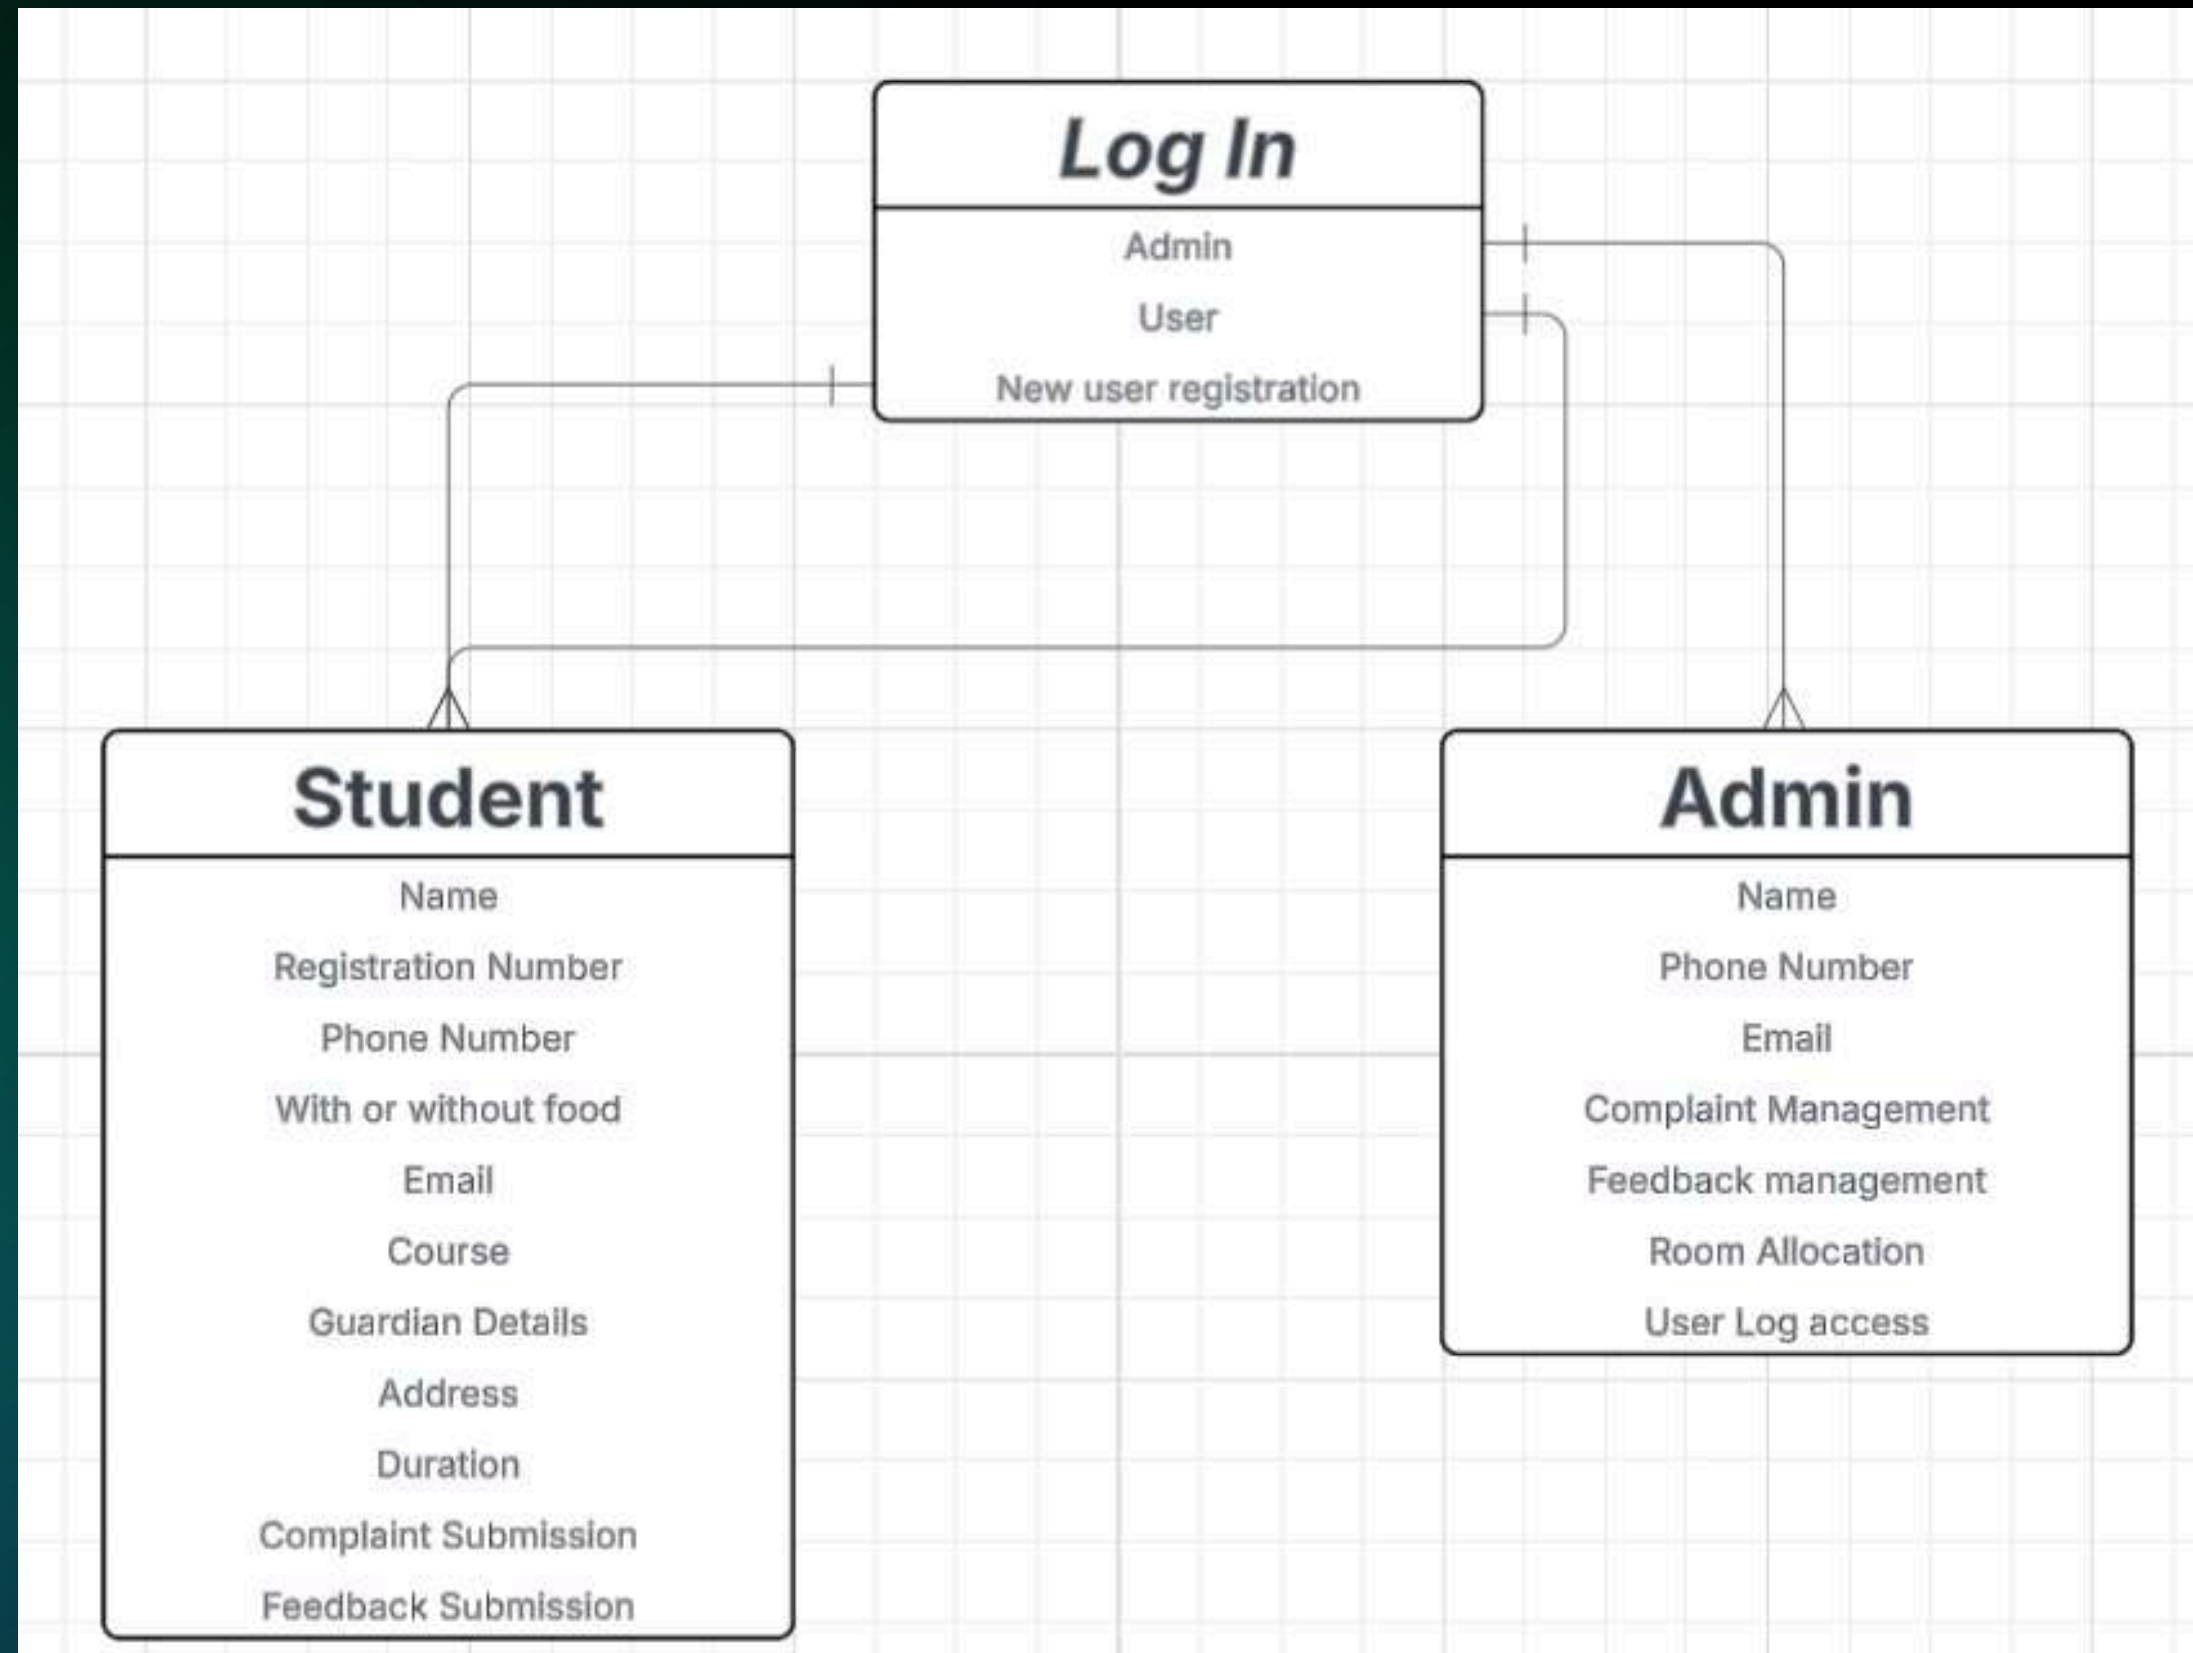 Log In
Admin
User
New user registration
Student
Name
Registration Number
Phone Number
With or without food
Email
Course
Guardian Details
Address
Duration
Complaint Submission
Feedback Submission
Admin
Name
Phone Number
Email
Complaint Management
Feedback management
Room Allocation
User Log access